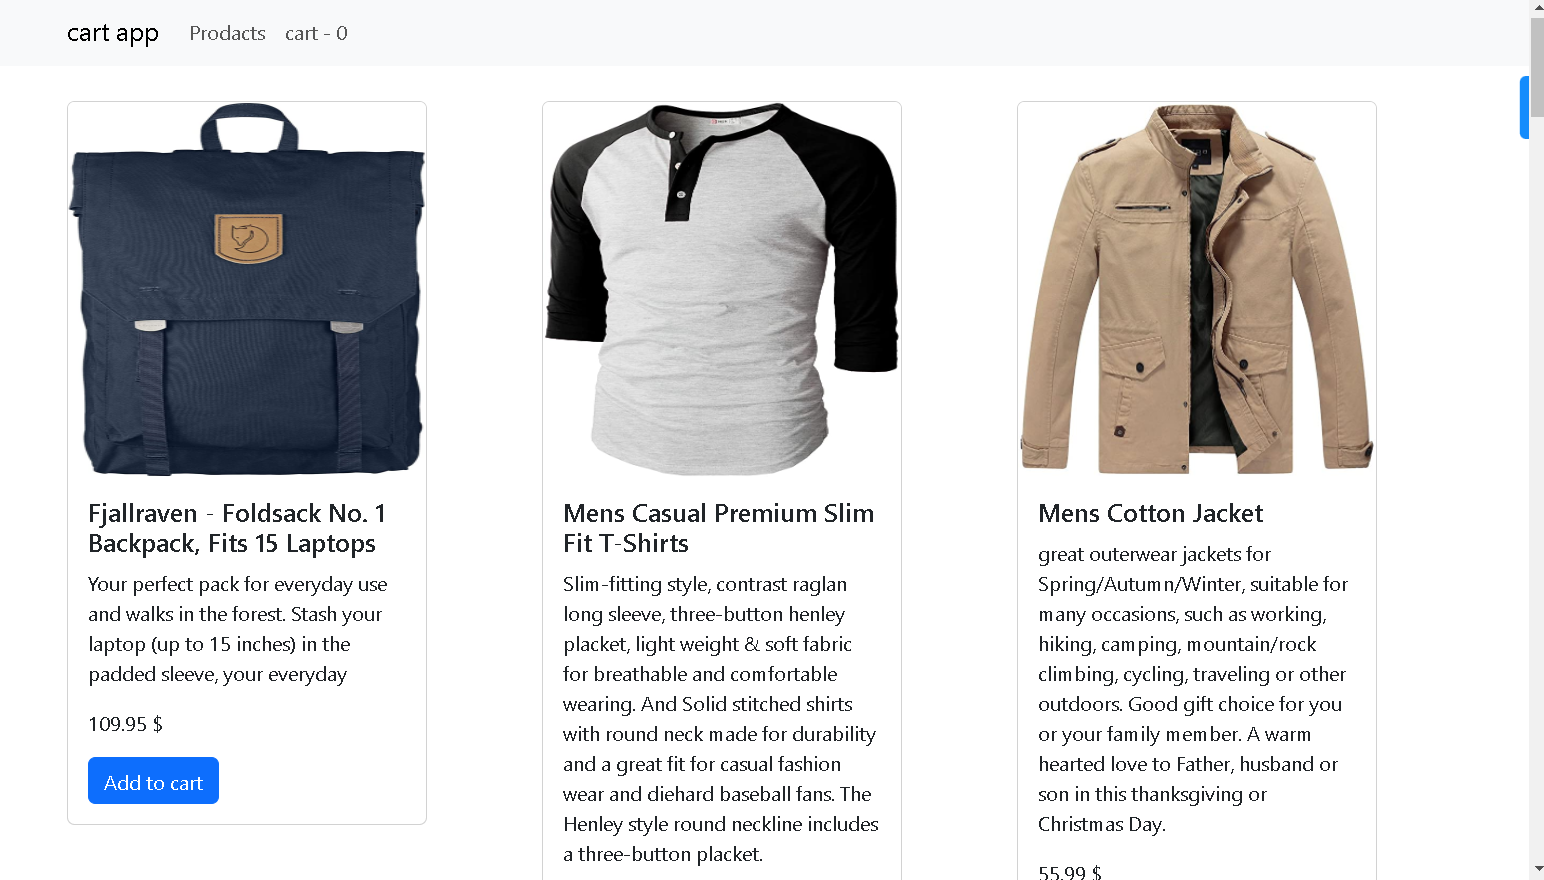 cart app
Prodacts
cart - 0
Fjallraven - Foldsack No. 1
Backpack, Fits 15 Laptops
Your perfect pack for everyday use
and walks in the forest. Stash your
laptop (up to 15 inches) in the
padded sleeve, your everyday
109.95 $
Add to cart
Mens Casual Premium Slim
Fit T-Shirts
Slim-fitting style, contrast raglan
long sleeve, three-button henley
placket, light weight & soft fabric
for breathable and comfortable
wearing. And Solid stitched shirts
with round neck made for durability
and a great fit for casual fashion
wear and diehard baseball fans. The
Henley style round neckline includes
a three-button placket.
Mens Cotton Jacket
great outerwear jackets for
Spring/Autumn/Winter, suitable for
many occasions, such as working,
hiking, camping, mountain/rock
climbing, cycling, traveling or other
outdoors. Good gift choice for you
or your family member. A warm
hearted love to Father, husband or
son in this thanksgiving or
Christmas Day.
55.99 $